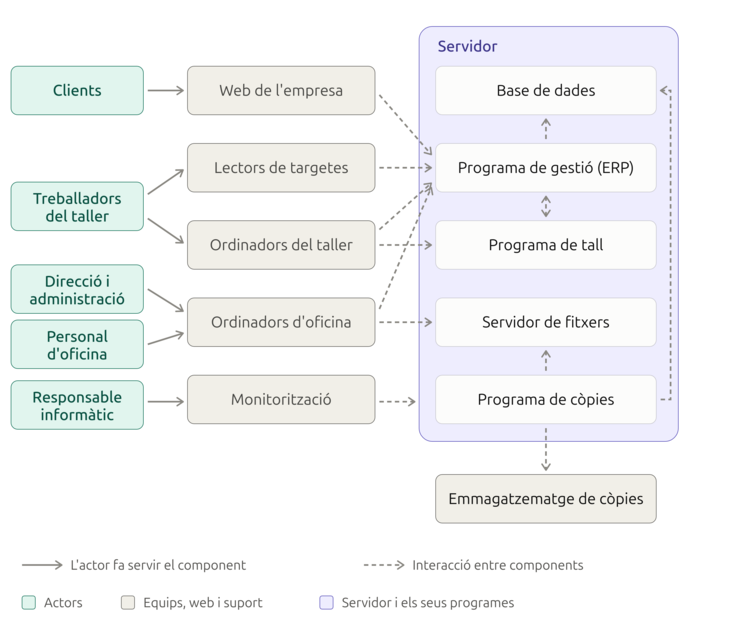 Servidor
Clients
Web de l'empresa
Base de dades
Lectors de targetes
Programa de gestió (ERP)
Treballadors
del taller
Ordinadors del taller
Programa de tall
Direcció i
administració
Ordinadors d'oficina
Servidor de fitxers
Personal
d'oficina
Responsable
informàtic
Monitorització
Programa de còpies
Emmagatzematge de còpies
L'actor fa servir el component
Interacció entre components
Actors
Equips, web i suport
Servidor i els seus programes